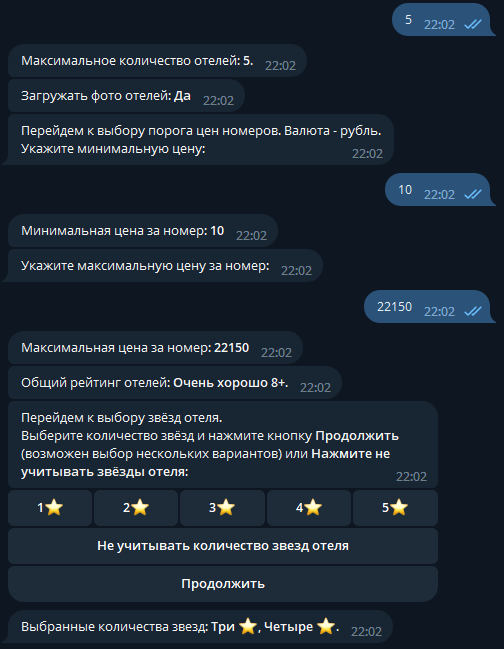 5 22:02
Максимальное количество отелей: 5. 22:02
Загружать фото отелей: Да 22:02
Перейдем к выбору порога цен номеров. Валюта - рубль.
Укажите минимальную цену: 22:02
10 22:02
Минимальная цена за номер: 10 22:02
Укажите максимальную цену за номер: 22:02
22150 22:02
Максимальная цена за номер: 22150 22:02
Общий рейтинг отелей: Очень хорошо 8+. 22:02
Перейдем к выбору звёзд отеля.
Выберите количество звёзд и нажмите кнопку Продолжить
(возможен выбор нескольких вариантов) или Нажмите не
учитывать звёзды отеля: 22:02
1⭐ 2⭐ 3⭐ 4⭐ 5⭐
Не учитывать количество звезд отеля
Продолжить
Выбранные количества звезд: Три ⭐, Четыре ⭐. 22:02